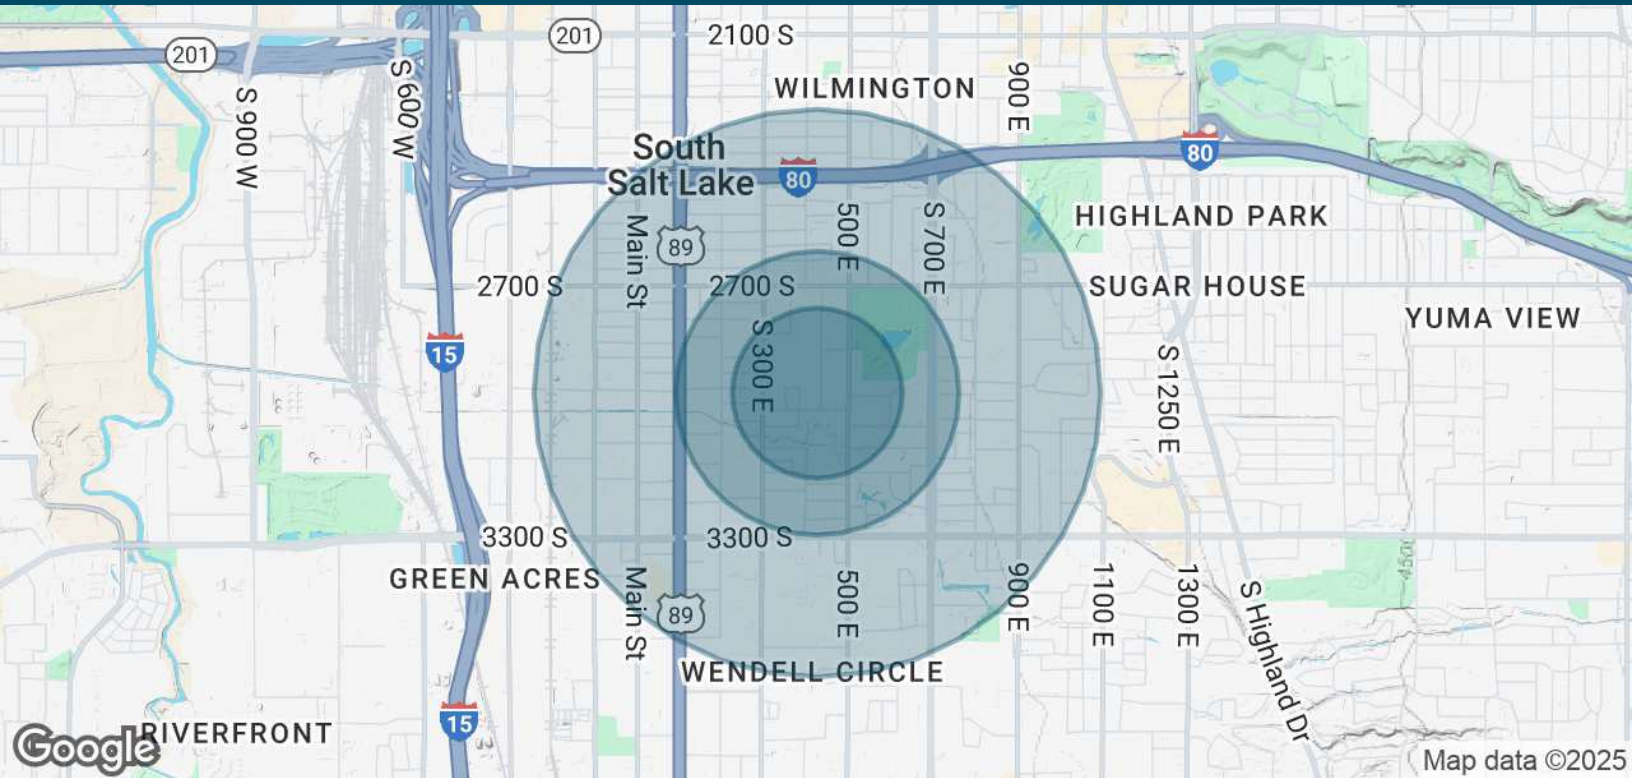 201
2100 S
201
WILMINGTON
900 E
S 600 W
S 900 W
South
Salt Lake
80
80
Main St
89
500 E
S 700 E
HIGHLAND PARK
2700 S
2700 S
SUGAR HOUSE
YUMA VIEW
15
S 300 E
S 1250 E
3300 S
3300 S
GREEN ACRES
Main St
89
500 E
900 E
1100 E
1300 E
S Highland Dr
WENDELL CIRCLE
15
RIVERFRONT
Google
Map data ©2025